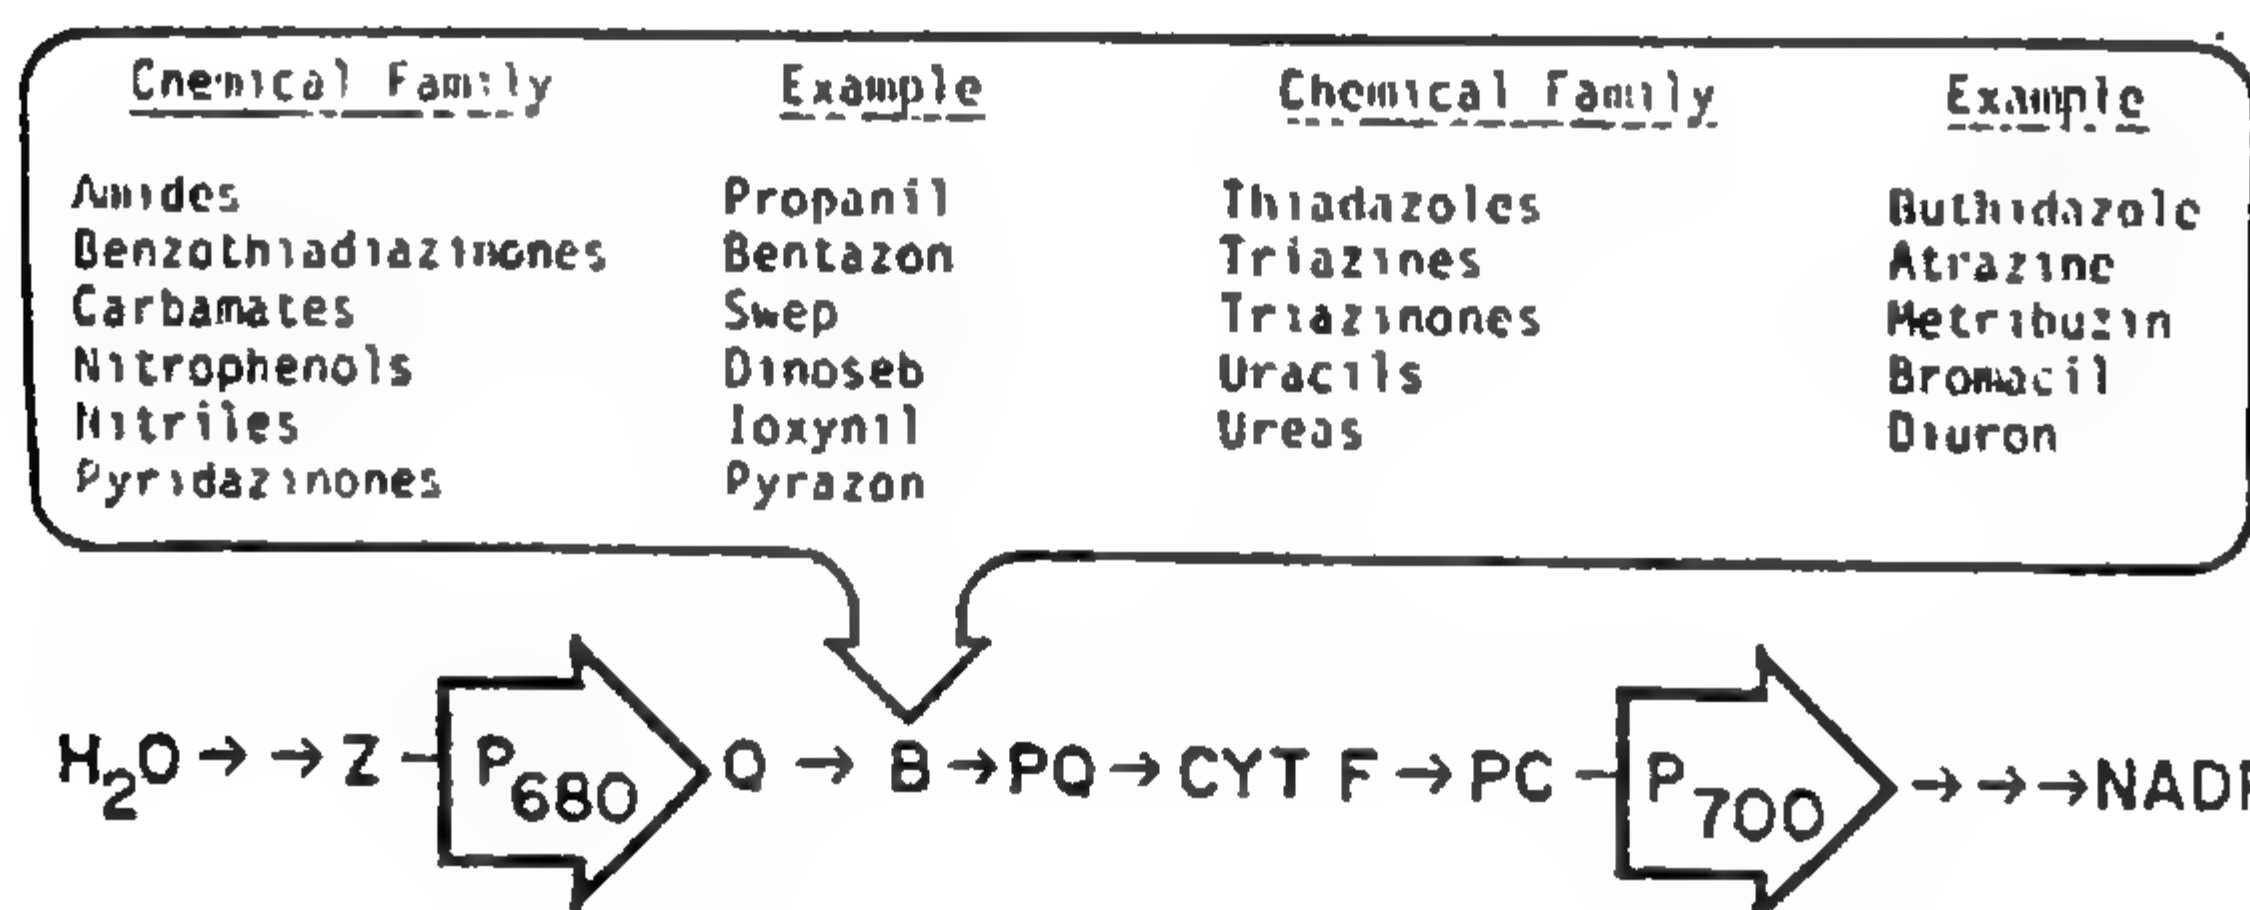 Chemical Family Example Chemical Family Example
Amides Propanil Thiadazoles Buthidazole
Benzothiadiazinones Bentazon Triazines Atrazine
Carbamates Swep Triazinones Metribuzin
Nitrophenols Dinoseb Uracils Bromacil
Nitriles Ioxynil Ureas Diuron
Pyridazinones Pyrazon
H₂O → → Z P₆₈₀ Q → B → PQ → CYT F → PC P₇₀₀ → → → NADP